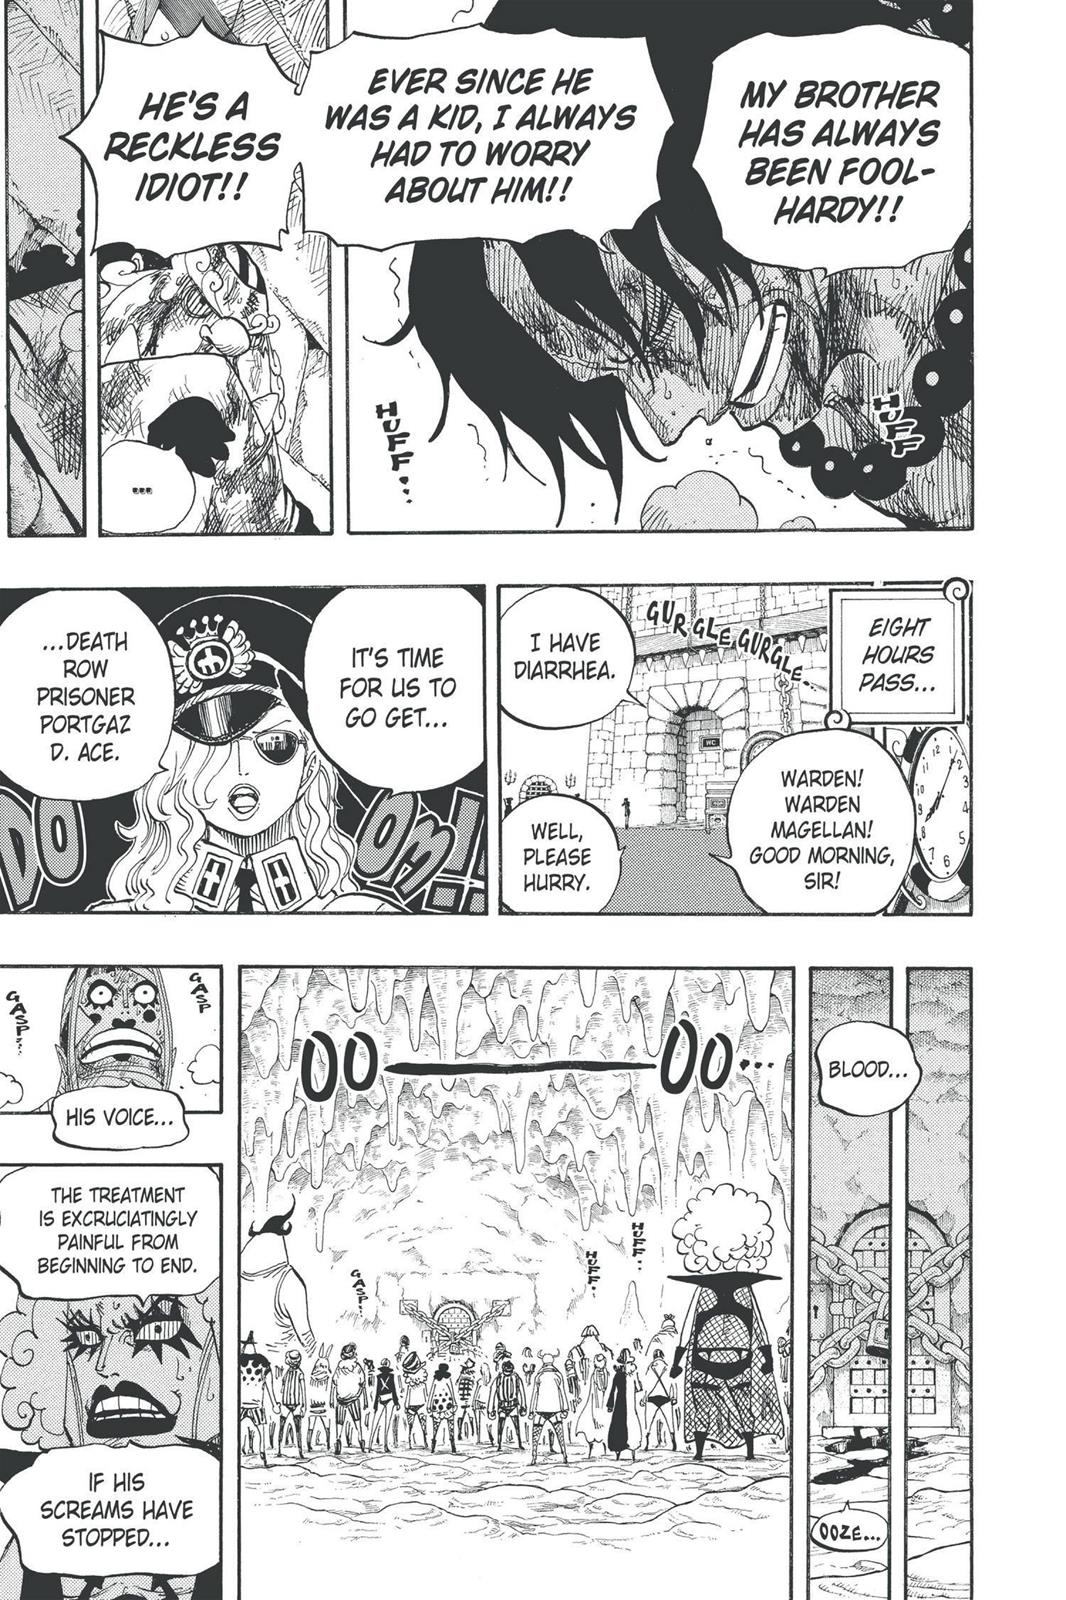 MY BROTHER
HAS ALWAYS
BEEN FOOL-
HARDY!!
EVER SINCE HE
WAS A KID, I ALWAYS
HAD TO WORRY
ABOUT HIM!!
HE'S A
RECKLESS
IDIOT!!
HUFF
HUFF...
...
EIGHT
HOURS
PASS...
GURGLE GURGLE...
I HAVE
DIARRHEA.
WC
WARDEN!
WARDEN
MAGELLAN!
GOOD MORNING,
SIR!
WELL,
PLEASE
HURRY.
IT'S TIME
FOR US TO
GO GET...
...DEATH
ROW
PRISONER
PORTGAZ
D. ACE.
DOOM!!
BLOOD...
OOZE...
OO—OO...
HUFF...
HUFF...
GASP...
GASP
GASP...
HIS VOICE...
THE TREATMENT
IS EXCRUCIATINGLY
PAINFUL FROM
BEGINNING TO END.
IF HIS
SCREAMS HAVE
STOPPED...